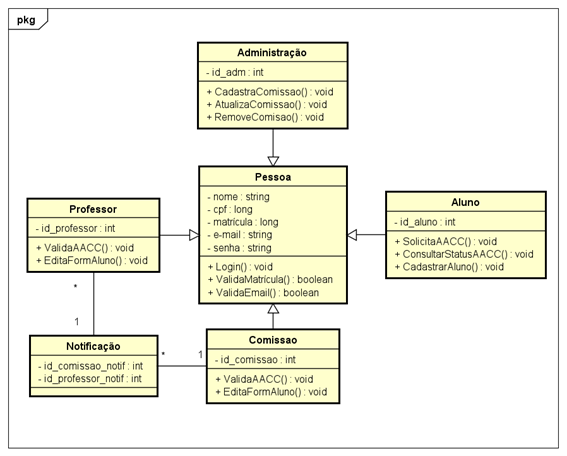 pkg
Administração
- id_adm : int
+ CadastraComissao() : void
+ AtualizaComissao() : void
+ RemoveComisao() : void
Pessoa
- nome : string
- cpf : long
- matrícula : long
- e-mail : string
- senha : string
+ Login() : void
+ ValidaMatrícula() : boolean
+ ValidaEmail() : boolean
Professor
- id_professor : int
+ ValidaAACC() : void
+ EditaFormAluno() : void
Aluno
- id_aluno : int
+ SolicitaAACC() : void
+ ConsultarStatusAACC() : void
+ CadastrarAluno() : void
*
1
Notificação
- id_comissao_notif : int
- id_professor_notif : int
*
1
Comissao
- id_comissao : int
+ ValidaAACC() : void
+ EditaFormAluno() : void